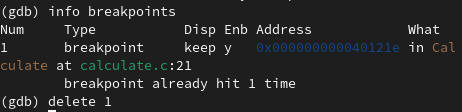 (gdb) info breakpoints
Num     Type           Disp Enb Address            What
1       breakpoint     keep y   0x000000000040121e in Cal
culate at calculate.c:21
        breakpoint already hit 1 time
(gdb) delete 1